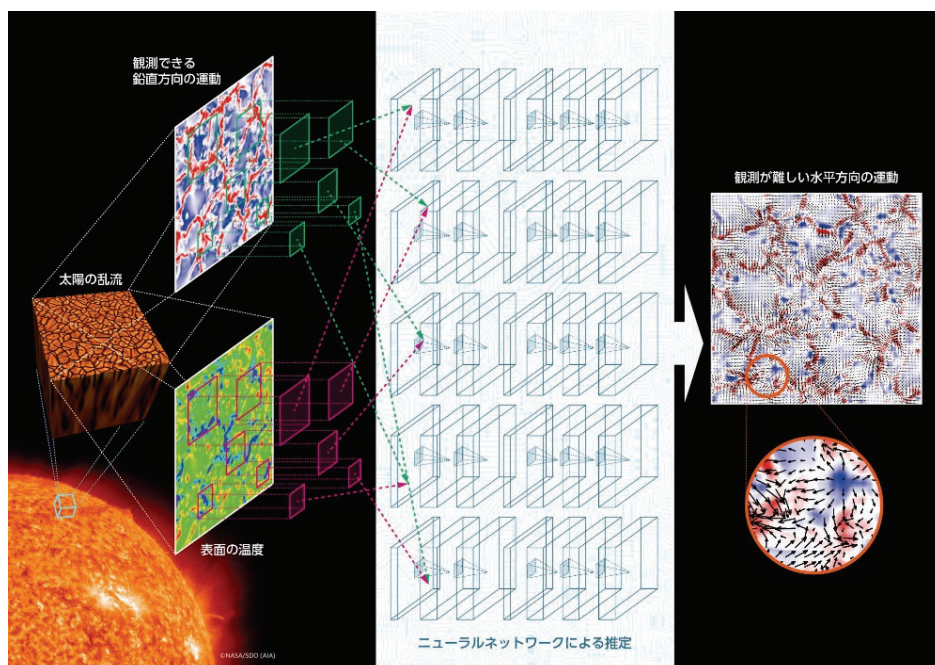 観測できる
鉛直方向の運動
太陽の乱流
表面の温度
©NASA/SDO (AIA)
ニューラルネットワークによる推定
観測が難しい水平方向の運動